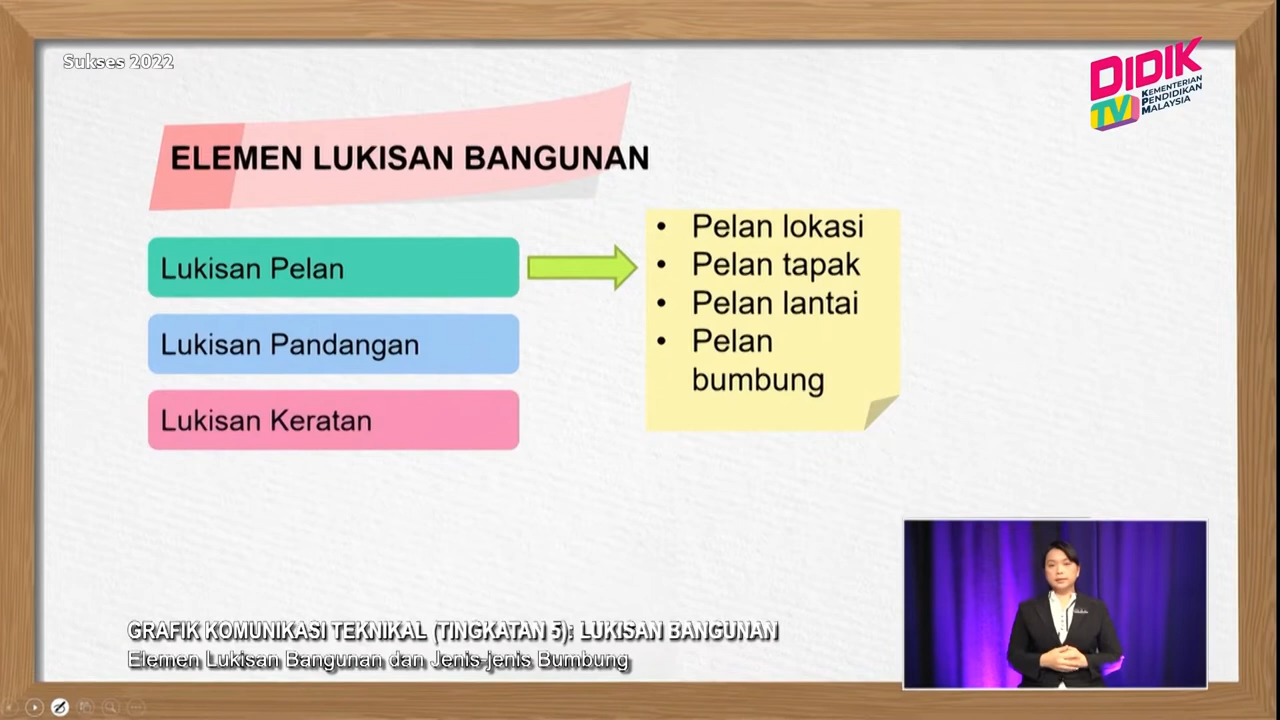 Sukses 2022
DIDIK
TV
KEMENTERIAN
PENDIDIKAN
MALAYSIA
ELEMEN LUKISAN BANGUNAN
Lukisan Pelan
Lukisan Pandangan
Lukisan Keratan
• Pelan lokasi
• Pelan tapak
• Pelan lantai
• Pelan
bumbung
GRAFIK KOMUNIKASI TEKNIKAL (TINGKATAN 5): LUKISAN BANGUNAN
Elemen Lukisan Bangunan dan Jenis-jenis Bumbung